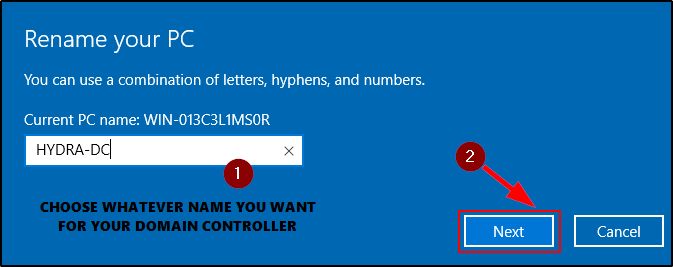 Rename your PC
You can use a combination of letters, hyphens, and numbers.
Current PC name: WIN-013C3L1MS0R
HYDRA-DC
1
2
CHOOSE WHATEVER NAME YOU WANT
FOR YOUR DOMAIN CONTROLLER
Next
Cancel